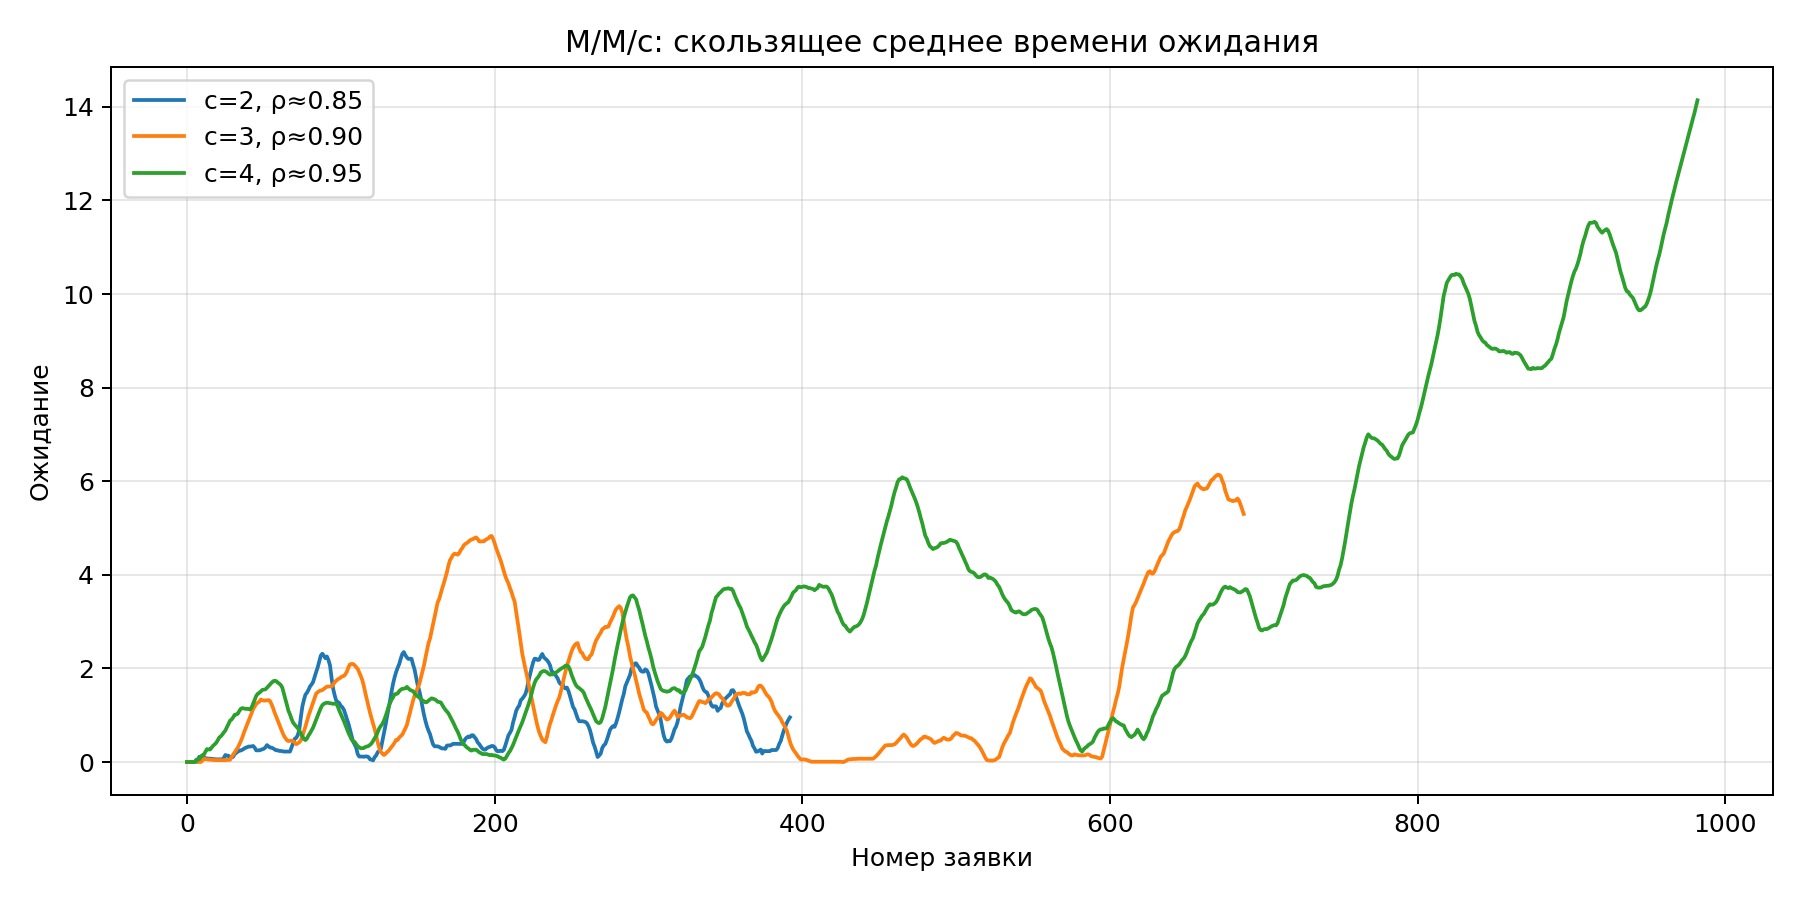 M/M/c: скользящее среднее времени ожидания
c=2, ρ≈0.85
c=3, ρ≈0.90
c=4, ρ≈0.95
Ожидание
14
12
10
8
6
4
2
0
0 200 400 600 800 1000
Номер заявки